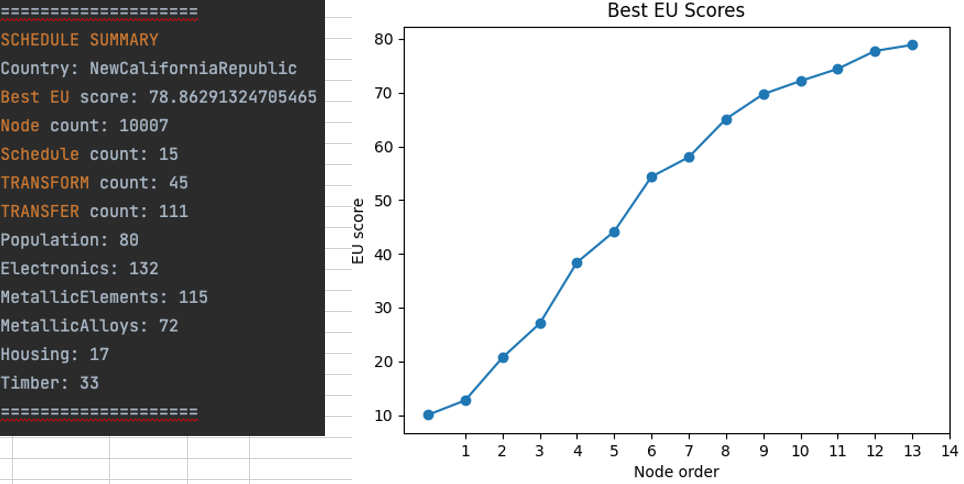 ====================
SCHEDULE SUMMARY
Country: NewCaliforniaRepublic
Best EU score: 78.86291324705465
Node count: 10007
Schedule count: 15
TRANSFORM count: 45
TRANSFER count: 111
Population: 80
Electronics: 132
MetallicElements: 115
MetallicAlloys: 72
Housing: 17
Timber: 33
====================
Best EU Scores
EU score
80
70
60
50
40
30
20
10
1 2 3 4 5 6 7 8 9 10 11 12 13 14
Node order